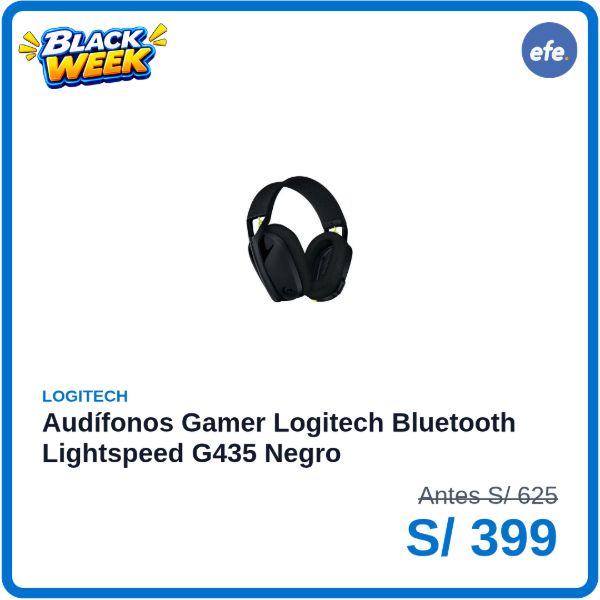 BLACK
WEEK
efe.
LOGITECH
Audífonos Gamer Logitech Bluetooth
Lightspeed G435 Negro
Antes S/ 625
S/ 399